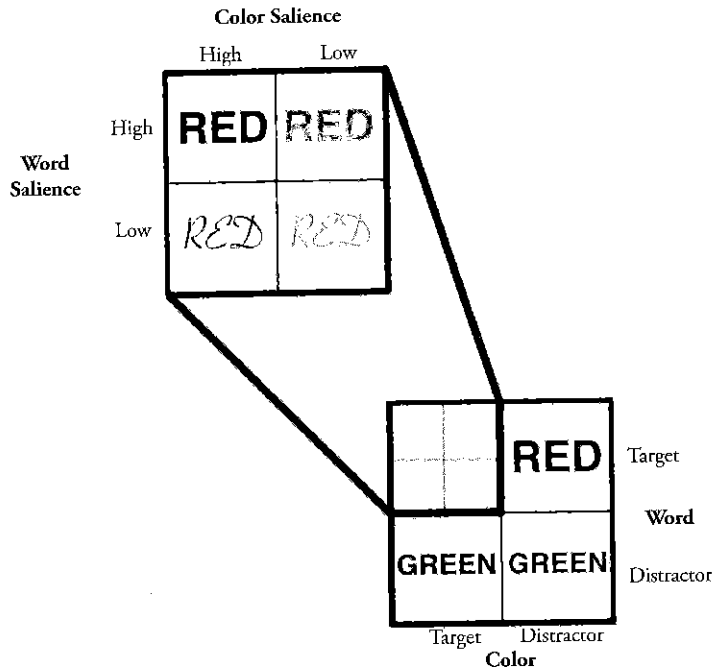 Color Salience
High Low
High RED RED
Word
Salience
Low RED RED
RED Target
Word
GREEN GREEN Distractor
Target Distractor
Color